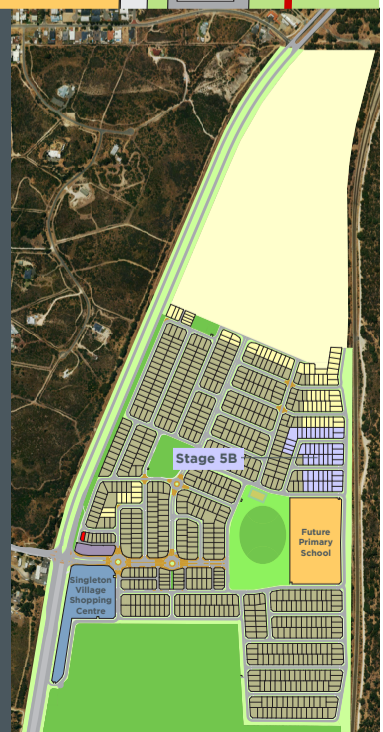 Stage 5B
Future
Primary
School
Singleton
Village
Shopping
Centre